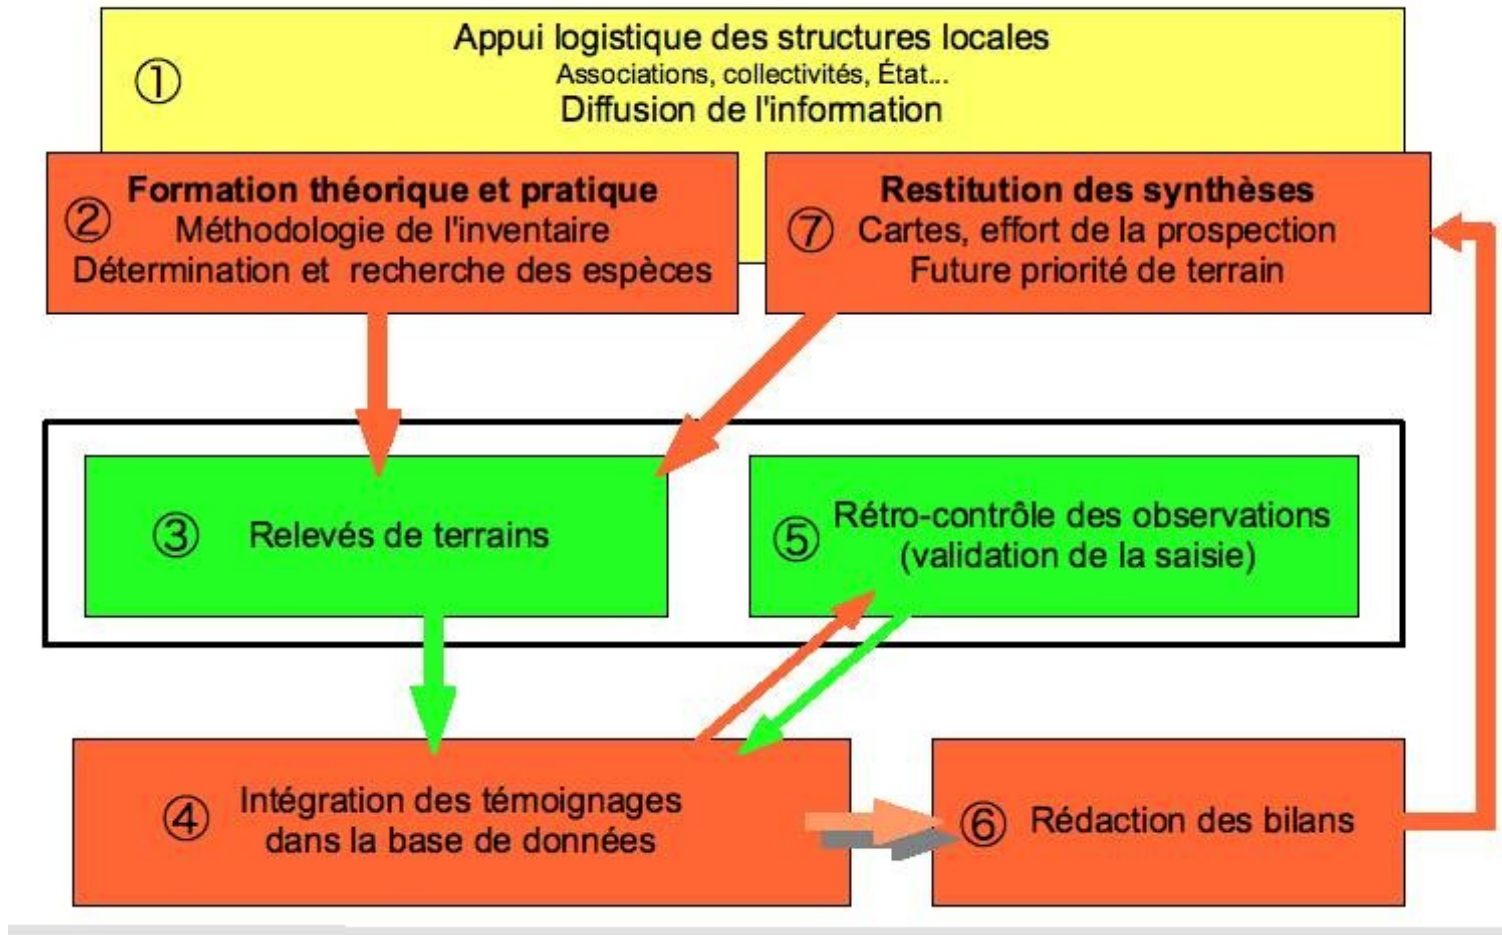 Appui logistique des structures locales
① Associations, collectivités, État...
Diffusion de l'information
Formation théorique et pratique
② Méthodologie de l'inventaire
Détermination et recherche des espèces
Restitution des synthèses
⑦ Cartes, effort de la prospection
Future priorité de terrain
③ Relevés de terrains
⑤ Rétro-contrôle des observations
(validation de la saisie)
④ Intégration des témoignages
dans la base de données
⑥ Rédaction des bilans